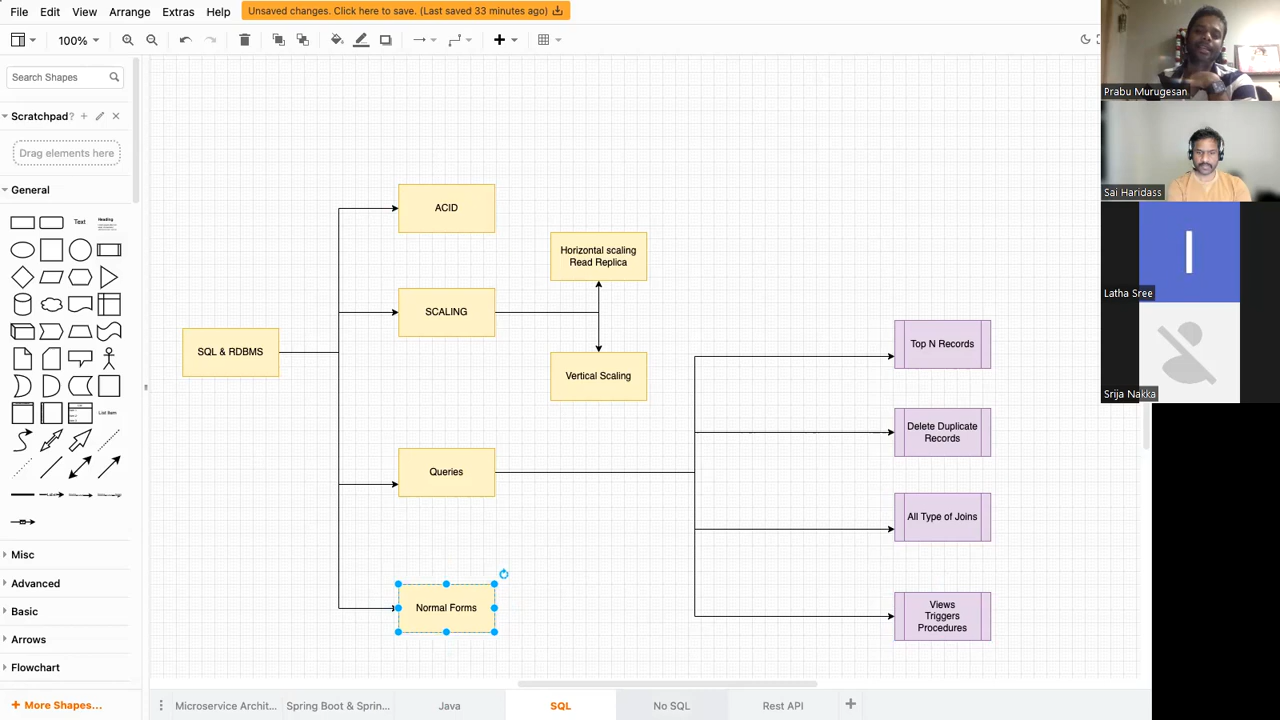 File Edit View Arrange Extras Help
Unsaved changes. Click here to save. (Last saved 33 minutes ago)
100%
Search Shapes
Scratchpad ?
Drag elements here
General
Text
Heading
List Item
Misc
Advanced
Basic
Arrows
Flowchart
More Shapes...
SQL & RDBMS
ACID
SCALING
Horizontal scaling
Read Replica
Vertical Scaling
Queries
Normal Forms
Top N Records
Delete Duplicate
Records
All Type of Joins
Views
Triggers
Procedures
Microservice Archit... Spring Boot & Sprin... Java SQL No SQL Rest API
Prabu Murugesan
Sai Haridass
l
Latha Sree
Srija Nakka